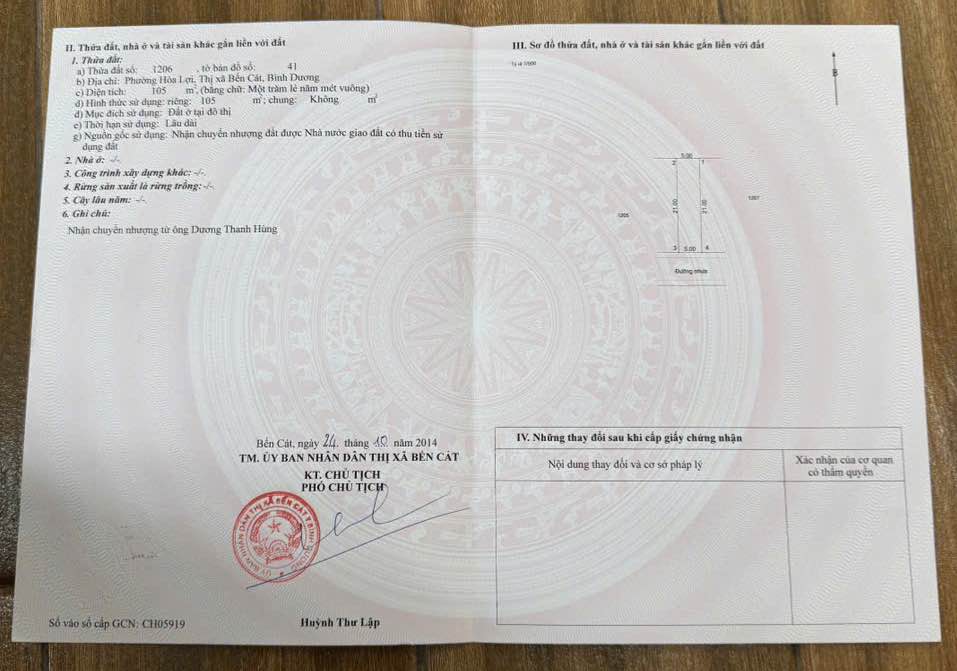 II. Thửa đất, nhà ở và tài sản khác gắn liền với đất
1. Thửa đất:
a) Thửa đất số: 1206 , tờ bản đồ số: 41
b) Địa chỉ: Phường Hòa Lợi, Thị xã Bến Cát, Bình Dương
c) Diện tích: 105 m², (bằng chữ: Một trăm lẻ năm mét vuông)
d) Hình thức sử dụng: riêng: 105 m²; chung: Không m²
đ) Mục đích sử dụng: Đất ở tại đô thị
e) Thời hạn sử dụng: Lâu dài
g) Nguồn gốc sử dụng: Nhận chuyển nhượng đất được Nhà nước giao đất có thu tiền sử
dụng đất
2. Nhà ở: -/-.
3. Công trình xây dựng khác: -/-.
4. Rừng sản xuất là rừng trồng: -/-.
5. Cây lâu năm: -/-.
6. Ghi chú:
Nhận chuyển nhượng từ ông Dương Thanh Hùng
Bến Cát, ngày 24. tháng 10 năm 2014
TM. ỦY BAN NHÂN DÂN THỊ XÃ BẾN CÁT
KT. CHỦ TỊCH
PHÓ CHỦ TỊCH
Huỳnh Thư Lập
Số vào sổ cấp GCN: CH05919
III. Sơ đồ thửa đất, nhà ở và tài sản khác gắn liền với đất
B
5.00
2 1
1205
21.00
21.00
1207
3 5.00 4
Đường nhựa
IV. Những thay đổi sau khi cấp giấy chứng nhận
Nội dung thay đổi và cơ sở pháp lý
Xác nhận của cơ quan
có thẩm quyền